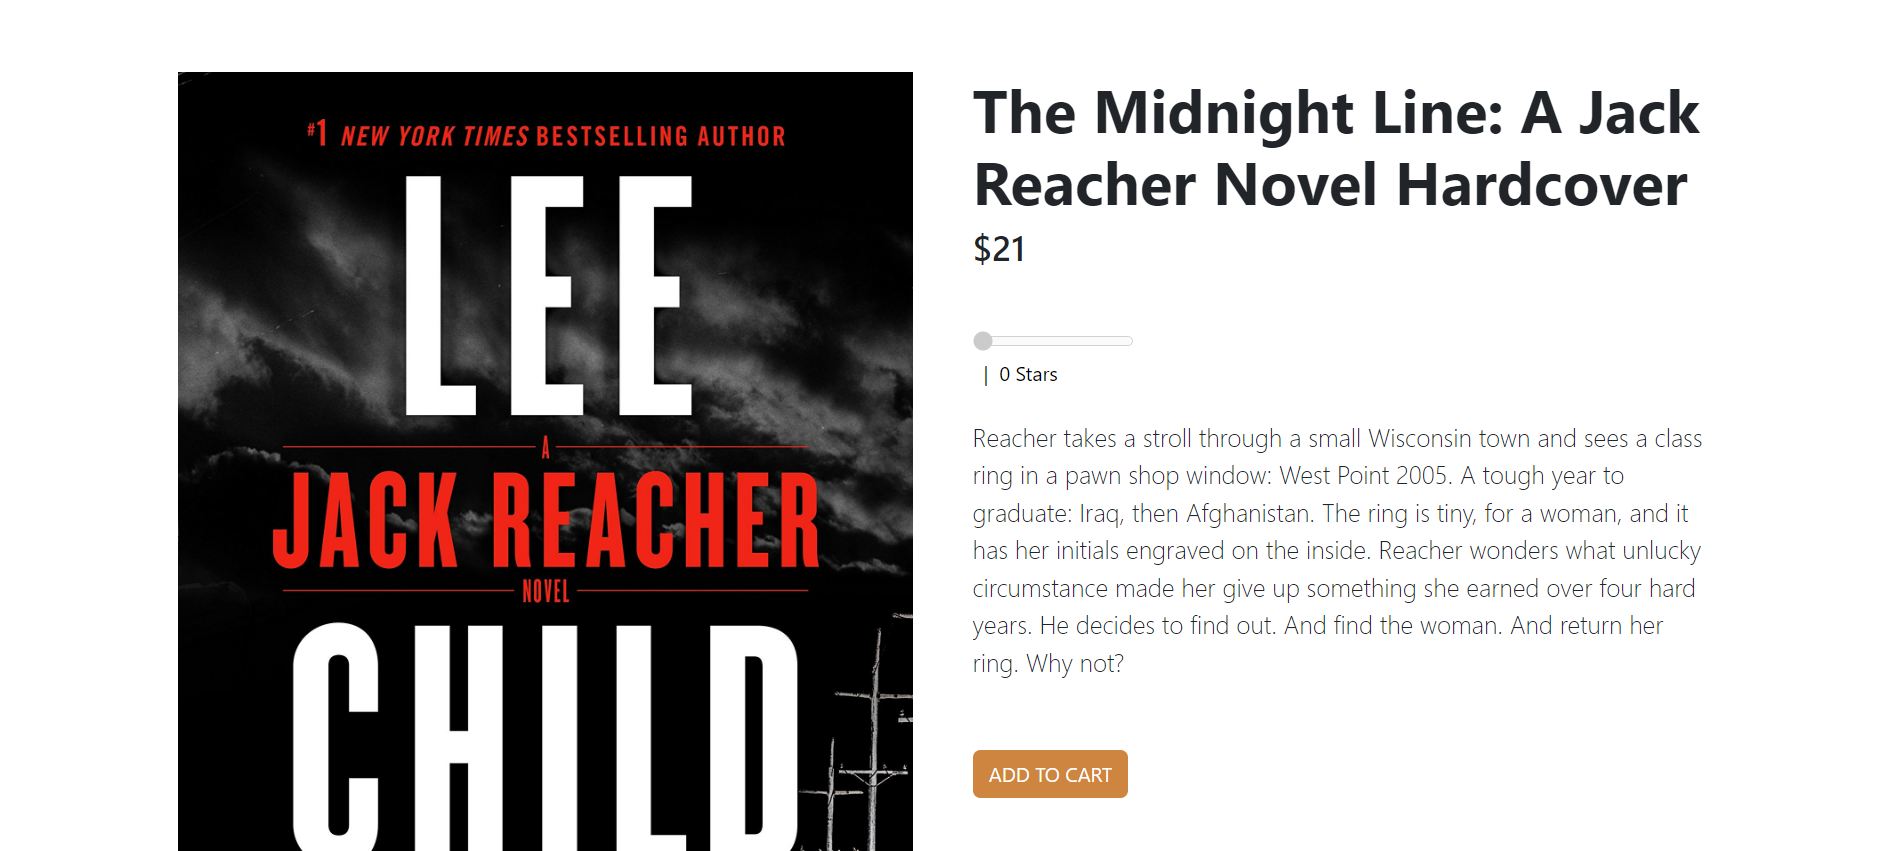 #1 NEW YORK TIMES BESTSELLING AUTHOR
LEE
A
JACK REACHER
NOVEL
CHILD
The Midnight Line: A Jack
Reacher Novel Hardcover
$21
| 0 Stars
Reacher takes a stroll through a small Wisconsin town and sees a class
ring in a pawn shop window: West Point 2005. A tough year to
graduate: Iraq, then Afghanistan. The ring is tiny, for a woman, and it
has her initials engraved on the inside. Reacher wonders what unlucky
circumstance made her give up something she earned over four hard
years. He decides to find out. And find the woman. And return her
ring. Why not?
ADD TO CART